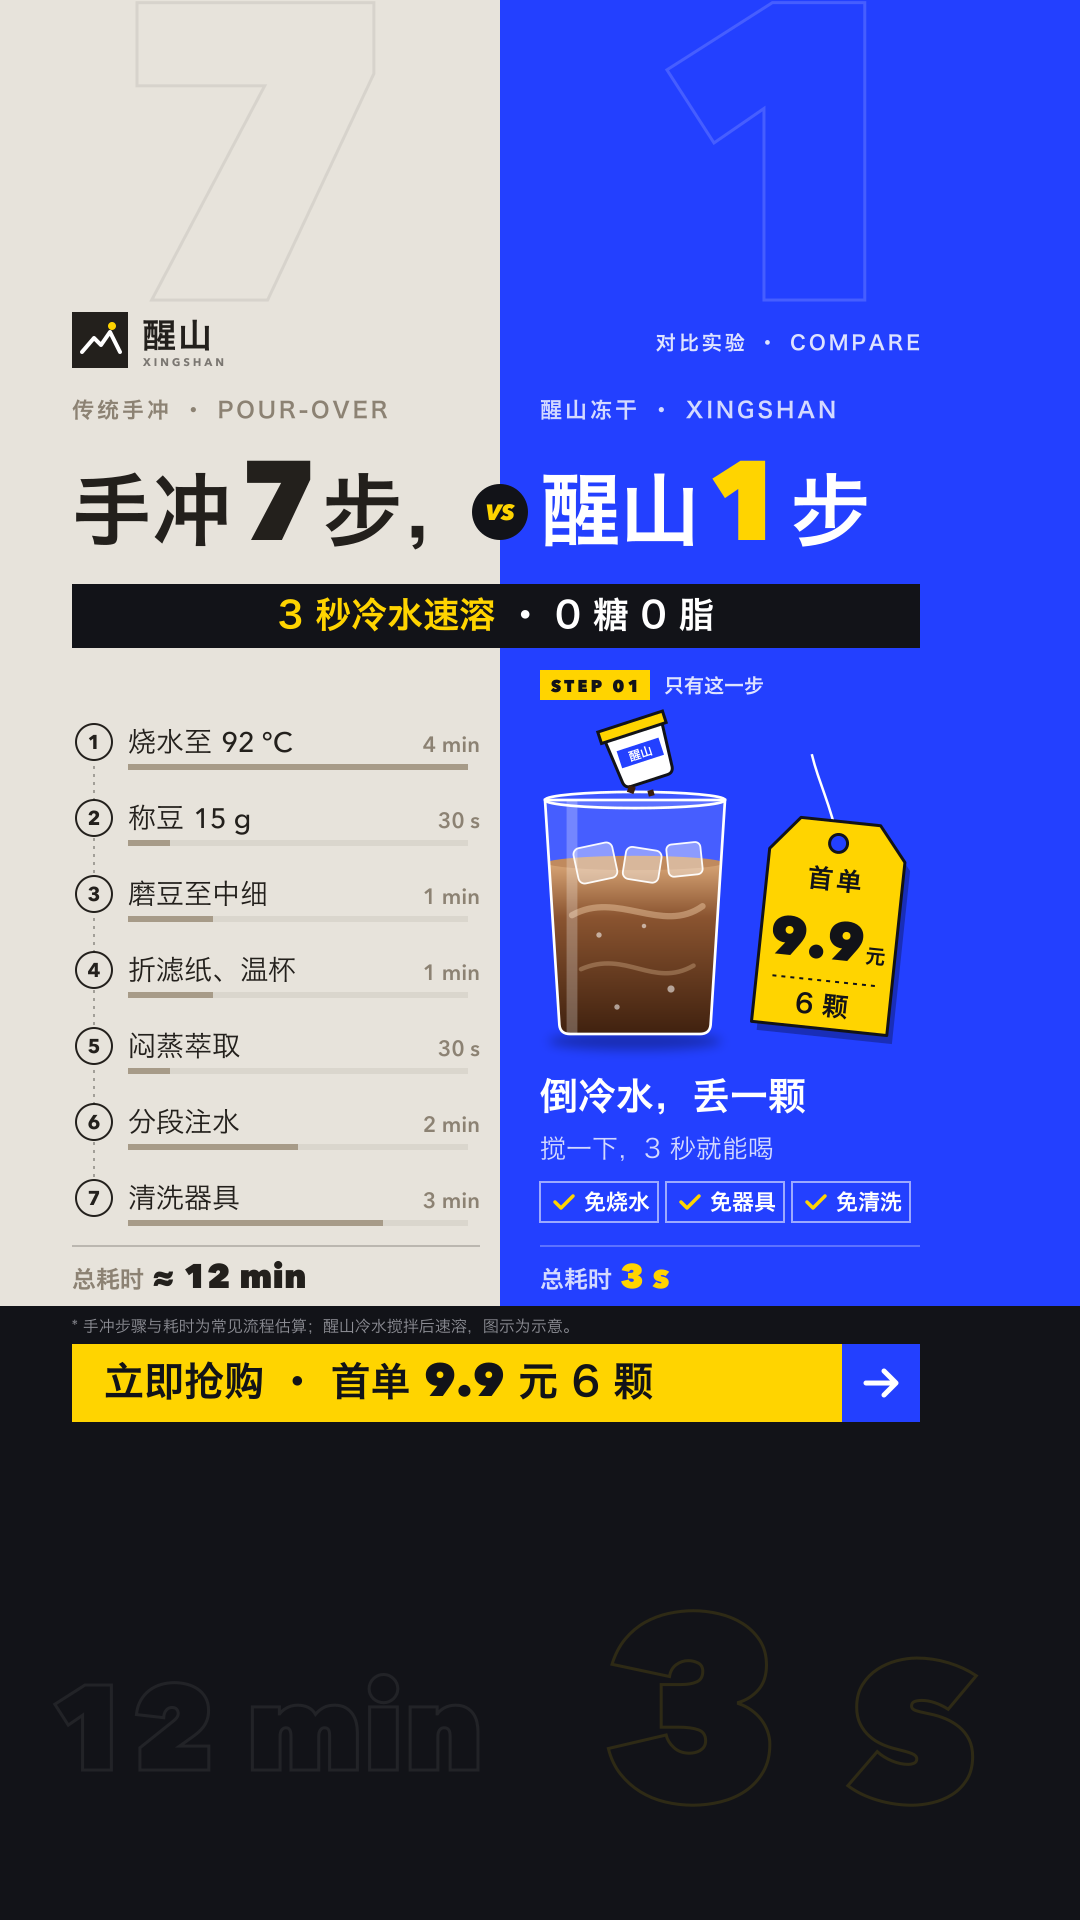 7
1
醒山
XINGSHAN
对比实验 · COMPARE
传统手冲 · POUR-OVER
醒山冻干 · XINGSHAN
手冲7步，
VS
醒山1步
3 秒冷水速溶 · 0 糖 0 脂
STEP 01 只有这一步
1 烧水至 92 °C 4 min
2 称豆 15 g 30 s
3 磨豆至中细 1 min
4 折滤纸、温杯 1 min
5 闷蒸萃取 30 s
6 分段注水 2 min
7 清洗器具 3 min
总耗时 ≈ 12 min
醒山
首单
9.9元
6 颗
倒冷水，丢一颗
搅一下，3 秒就能喝
免烧水 免器具 免清洗
总耗时 3 s
* 手冲步骤与耗时为常见流程估算；醒山冷水搅拌后速溶，图示为示意。
立即抢购 · 首单 9.9 元 6 颗
12 min
3 s